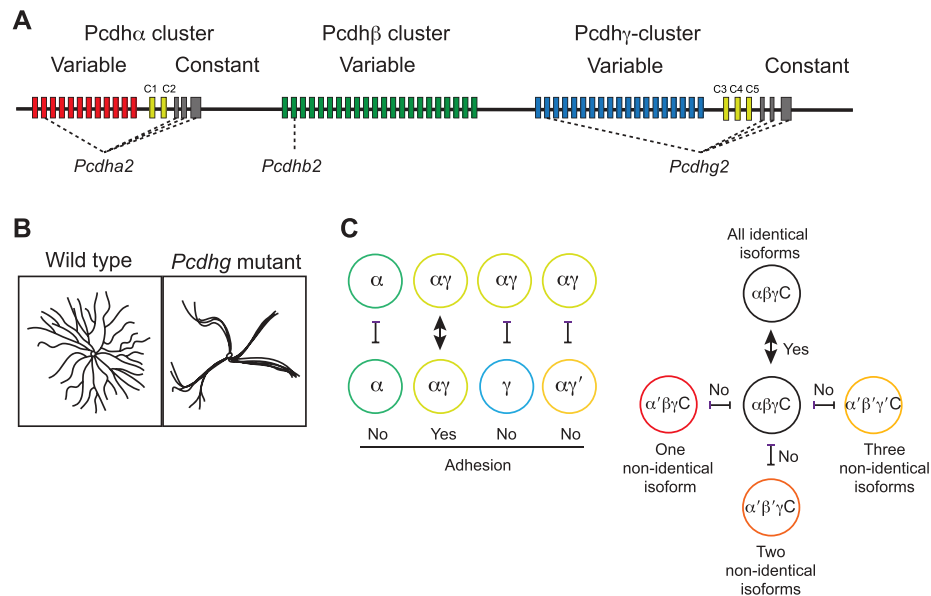 A
Pcdhα cluster
Pcdhβ cluster
Pcdhγ-cluster
Variable
Constant
Variable
Variable
Constant
C1 C2
C3 C4 C5
Pcdha2
Pcdhb2
Pcdhg2
B
Wild type
Pcdhg mutant
C
α
αγ
αγ
αγ
α
αγ
γ
αγ′
No
Yes
No
No
Adhesion
All identical
isoforms
αβγC
Yes
α′βγC
No
αβγC
No
α′β′γ′C
One
non-identical
isoform
Three
non-identical
isoforms
No
α′β′γC
Two
non-identical
isoforms